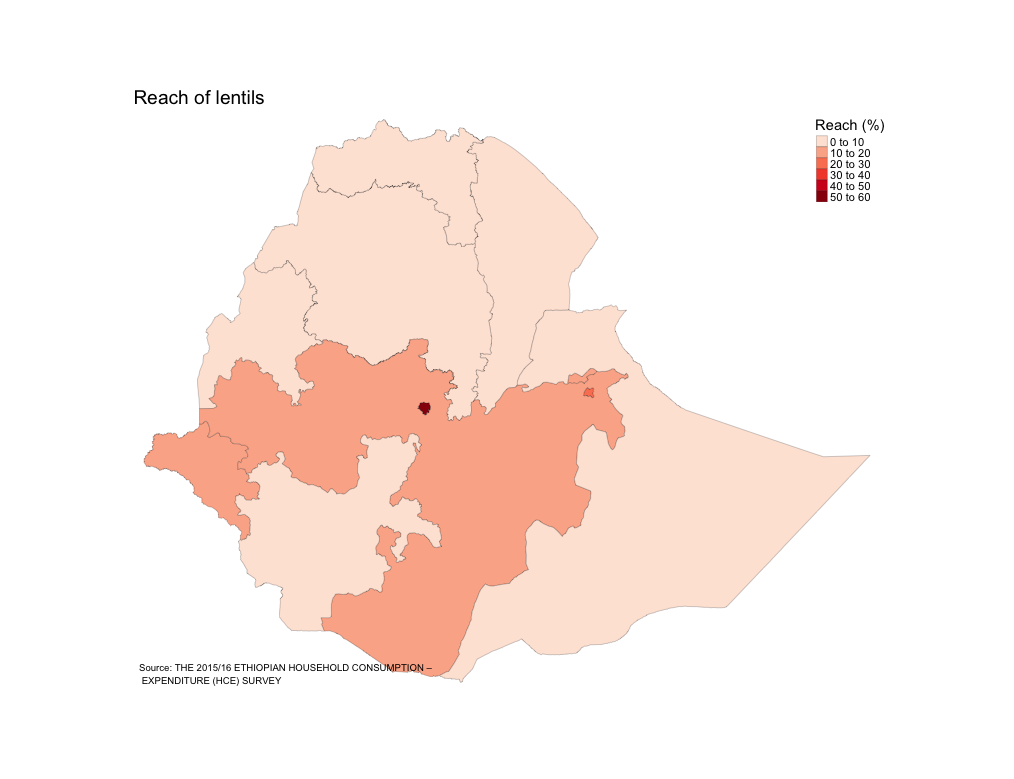 Reach of lentils
Reach (%)
0 to 10
10 to 20
20 to 30
30 to 40
40 to 50
50 to 60
Source: THE 2015/16 ETHIOPIAN HOUSEHOLD CONSUMPTION –
EXPENDITURE (HCE) SURVEY